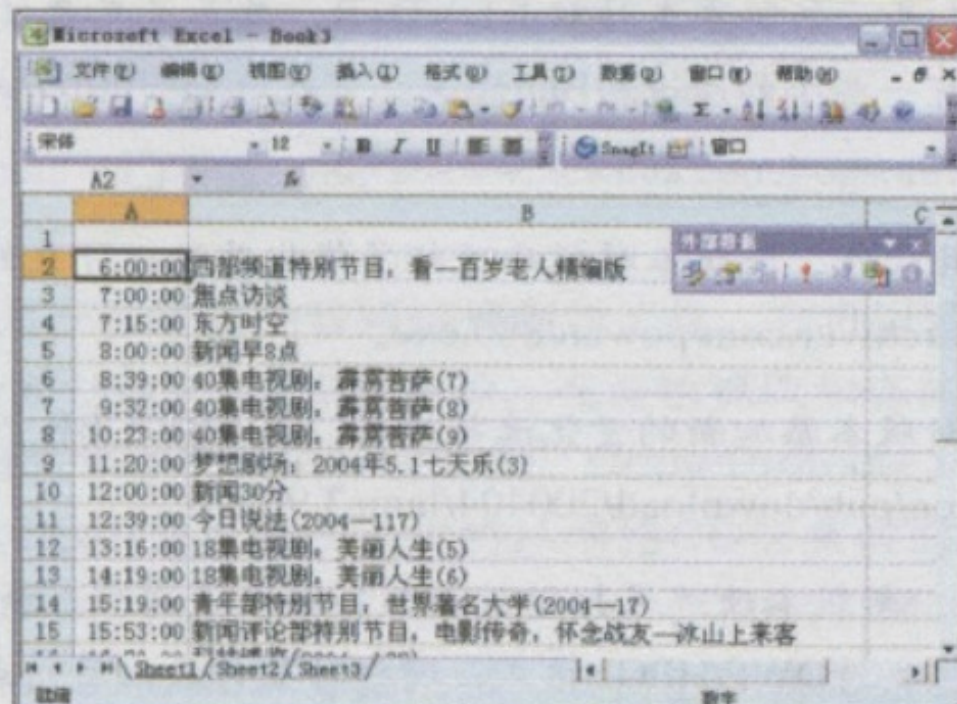 Microsoft Excel - Book3
文件(F) 编辑(E) 视图(V) 插入(I) 格式(O) 工具(T) 数据(D) 窗口(W) 帮助(H)
宋体 12 B I U SnagIt 窗口
A2 fx
A B C
1 外部数据
2 6:00:00 西部频道特别节目，看一百岁老人精编版
3 7:00:00 焦点访谈
4 7:15:00 东方时空
5 8:00:00 新闻早8点
6 8:39:00 40集电视剧：霹雳菩萨(7)
7 9:32:00 40集电视剧：霹雳菩萨(8)
8 10:23:00 40集电视剧：霹雳菩萨(9)
9 11:20:00 梦想剧场：2004年5.1七天乐(3)
10 12:00:00 新闻30分
11 12:39:00 今日说法(2004—117)
12 13:16:00 18集电视剧：美丽人生(5)
13 14:19:00 18集电视剧：美丽人生(6)
14 15:19:00 青年部特别节目，世界著名大学(2004—17)
15 15:53:00 新闻评论部特别节目，电影传奇，怀念战友—冰山上来客
Sheet1 Sheet2 Sheet3
就绪 数字